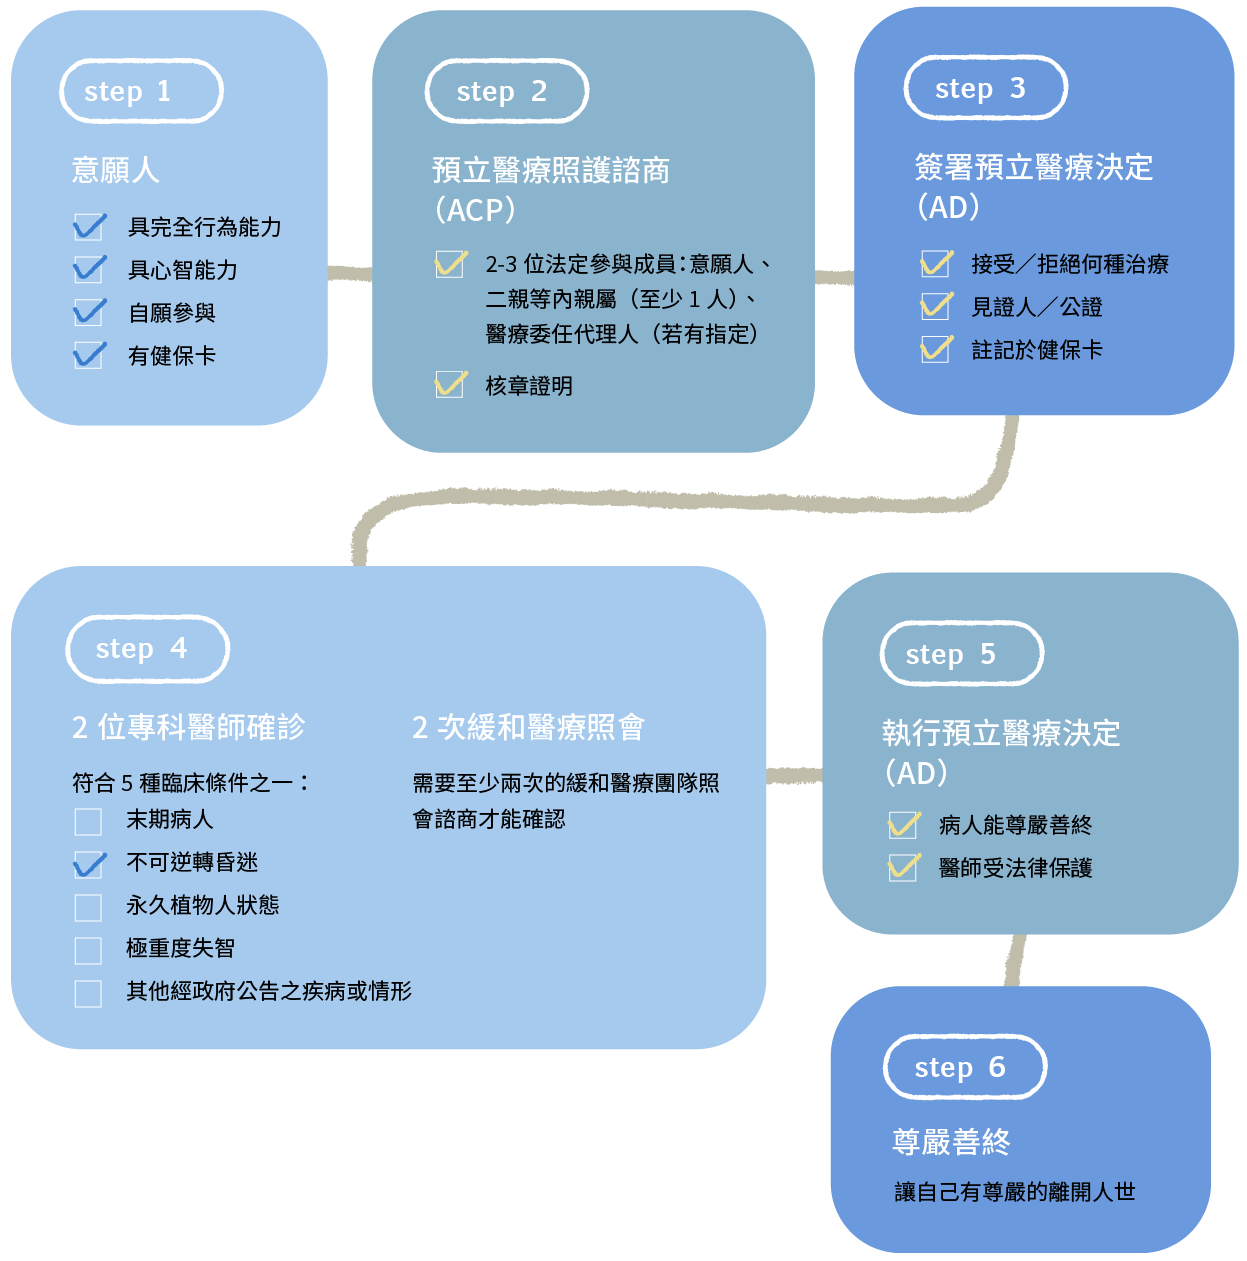 step 1
意願人
具完全行為能力
具心智能力
自願參與
有健保卡
step 2
預立醫療照護諮商
（ACP）
2-3 位法定參與成員：意願人、
二親等內親屬（至少 1 人）、
醫療委任代理人（若有指定）
核章證明
step 3
簽署預立醫療決定
（AD）
接受／拒絕何種治療
見證人／公證
註記於健保卡
step 4
2 位專科醫師確診
符合 5 種臨床條件之一：
末期病人
不可逆轉昏迷
永久植物人狀態
極重度失智
其他經政府公告之疾病或情形
2 次緩和醫療照會
需要至少兩次的緩和醫療團隊照
會諮商才能確認
step 5
執行預立醫療決定
（AD）
病人能尊嚴善終
醫師受法律保護
step 6
尊嚴善終
讓自己有尊嚴的離開人世